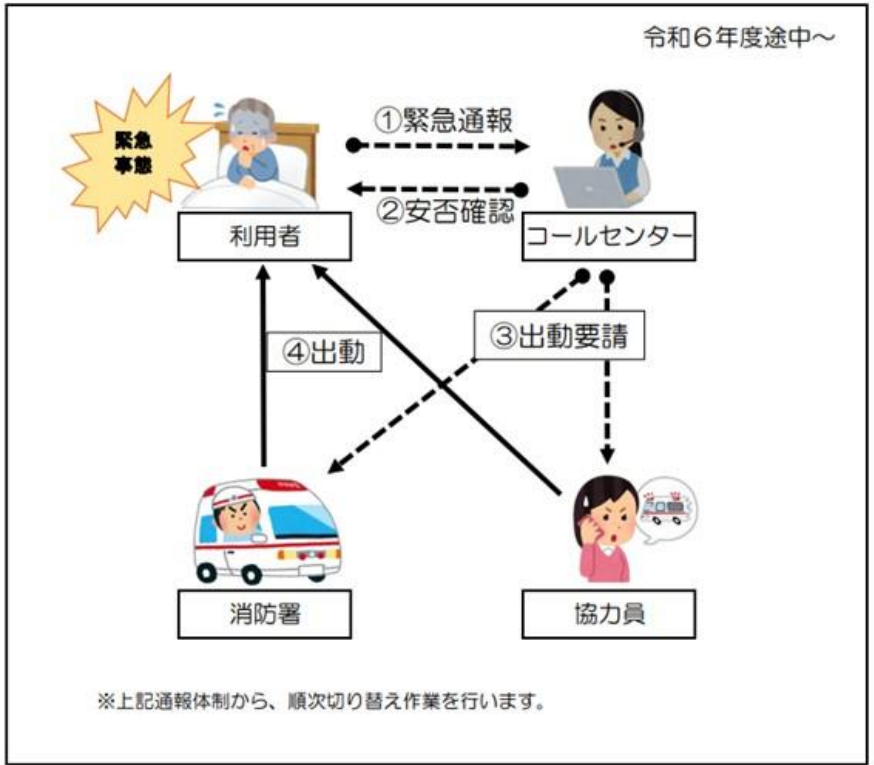 令和６年度途中～
緊急
事態
①緊急通報
②安否確認
利用者
コールセンター
③出動要請
④出動
消防署
協力員
※上記通報体制から、順次切り替え作業を行います。